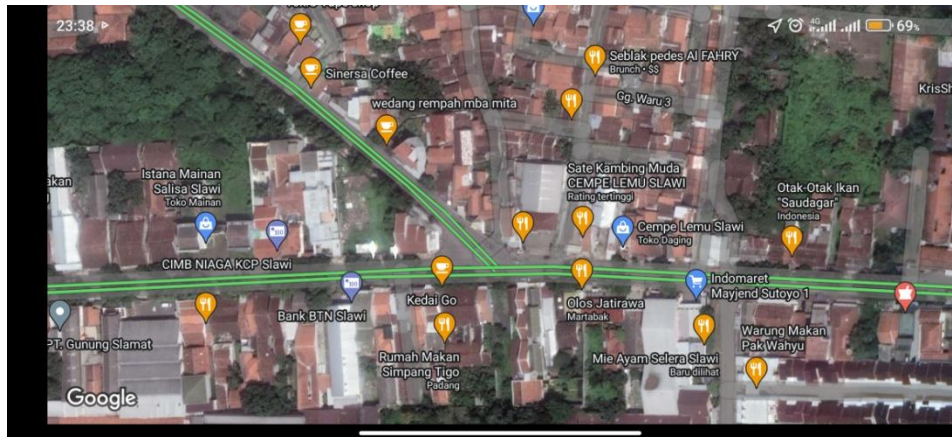 23:38
4G
69%
Sinersa Coffee
Seblak pedes Al FAHRY
Brunch • $$
KrisSh
wedang rempah mba mita
Gg. Waru 3
akan
Istana Mainan
Salisa Slawi
Toko Mainan
Sate Kambing Muda
CEMPE LEMU SLAWI
Rating tertinggi
Otak-Otak Ikan
"Saudagar"
Indonesia
Cempe Lemu Slawi
Toko Daging
CIMB NIAGA KCP Slawi
Indomaret
Mayjend Sutoyo 1
Bank BTN Slawi
Kedai Go
Olos Jatirawa
Martabak
PT. Gunung Slamat
Rumah Makan
Simpang Tigo
Padang
Mie Ayam Selera Slawi
Baru dilihat
Warung Makan
Pak Wahyu
Google